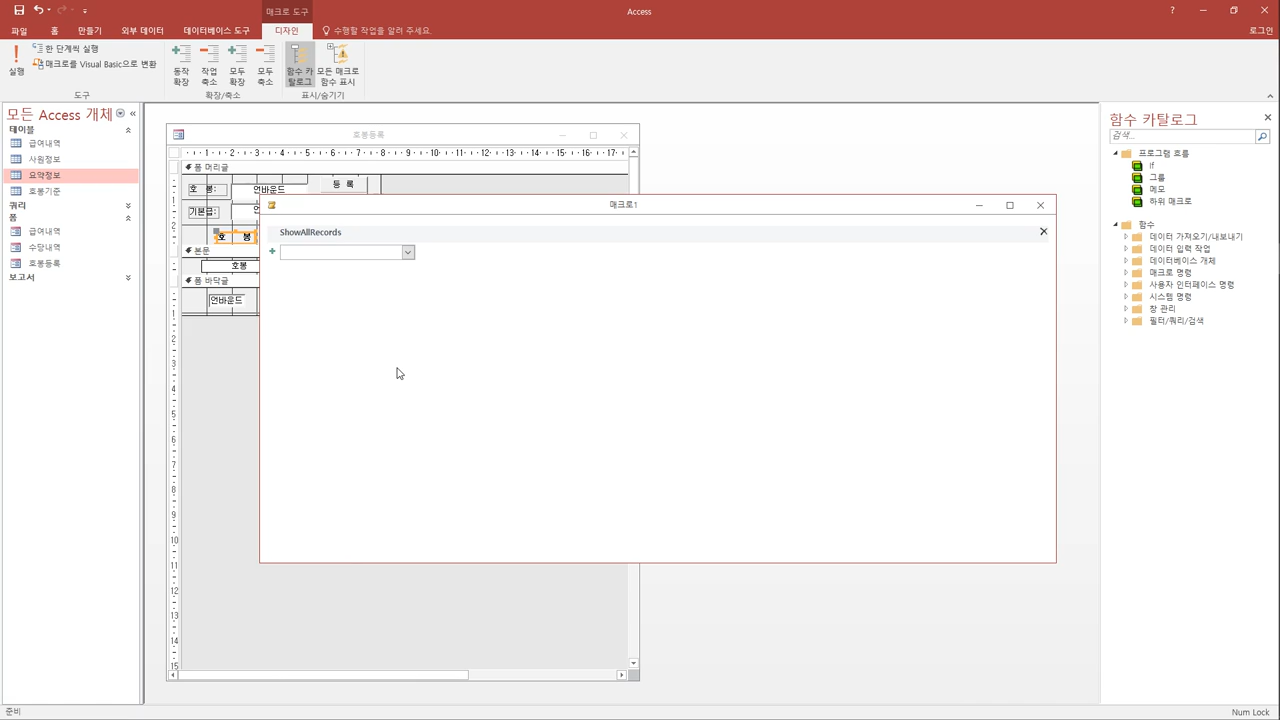 매크로 도구
Access
파일
홈
만들기
외부 데이터
데이터베이스 도구
디자인
수행할 작업을 알려 주세요.
로그인
실행
한 단계씩 실행
매크로를 Visual Basic으로 변환
도구
동작 확장
작업 축소
모두 확장
모두 축소
확장/축소
함수 카탈로그
모든 매크로 함수 표시
표시/숨기기
모든 Access 개체
테이블
급여내역
사원정보
요약정보
호봉기준
쿼리
폼
급여내역
수당내역
호봉등록
보고서
호봉등록
폼 머리글
호 봉:
언바운드
등 록
기본급:
언
호 봉
본문
호봉
폼 바닥글
언바운드
매크로1
ShowAllRecords
함수 카탈로그
검색...
프로그램 흐름
If
그룹
메모
하위 매크로
함수
데이터 가져오기/내보내기
데이터 입력 작업
데이터베이스 개체
매크로 명령
사용자 인터페이스 명령
시스템 명령
창 관리
필터/쿼리/검색
준비
Num Lock